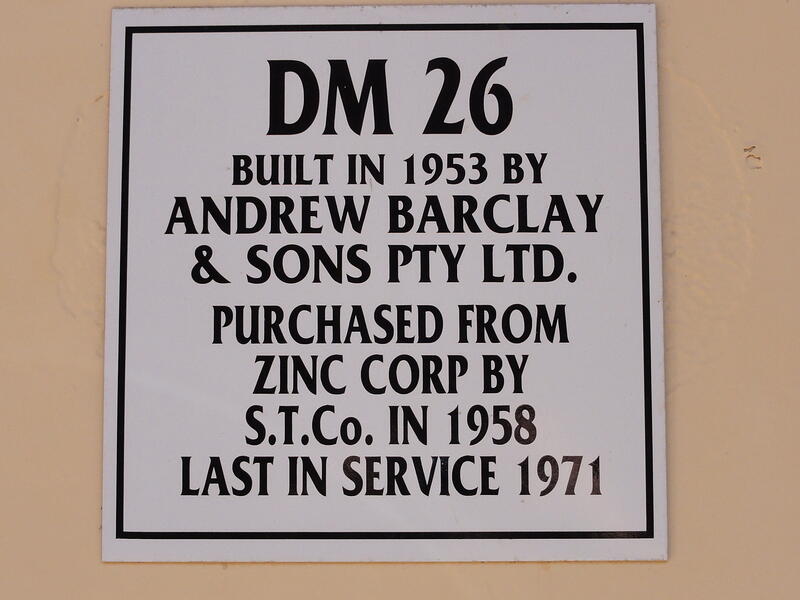 DM 26
BUILT IN 1953 BY
ANDREW BARCLAY
& SONS PTY LTD.
PURCHASED FROM
ZINC CORP BY
S.T.Co. IN 1958
LAST IN SERVICE 1971